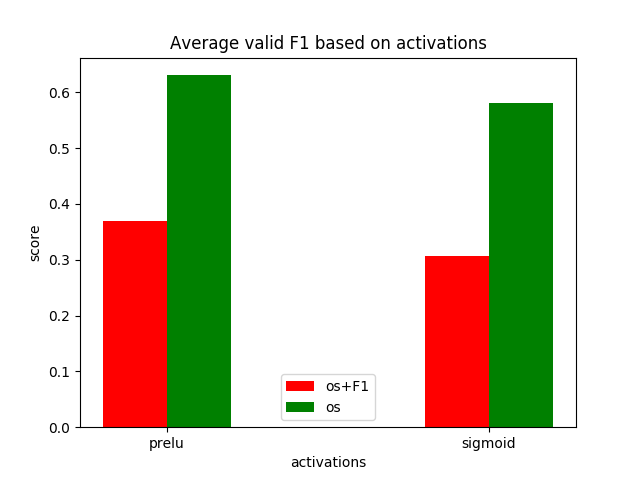 Average valid F1 based on activations
score
0.6
0.5
0.4
0.3
0.2
0.1
0.0
os+F1
os
prelu
sigmoid
activations